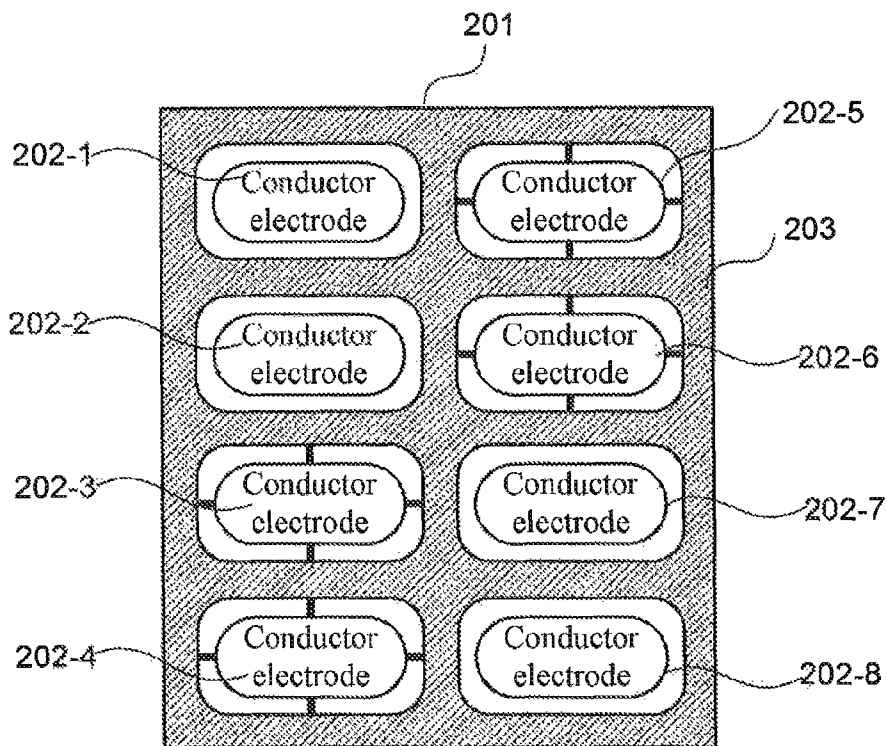 201
202-1
Conductor
electrode
Conductor
electrode
202-5
203
202-2
Conductor
electrode
Conductor
electrode
202-6
202-3
Conductor
electrode
Conductor
electrode
202-7
202-4
Conductor
electrode
Conductor
electrode
202-8